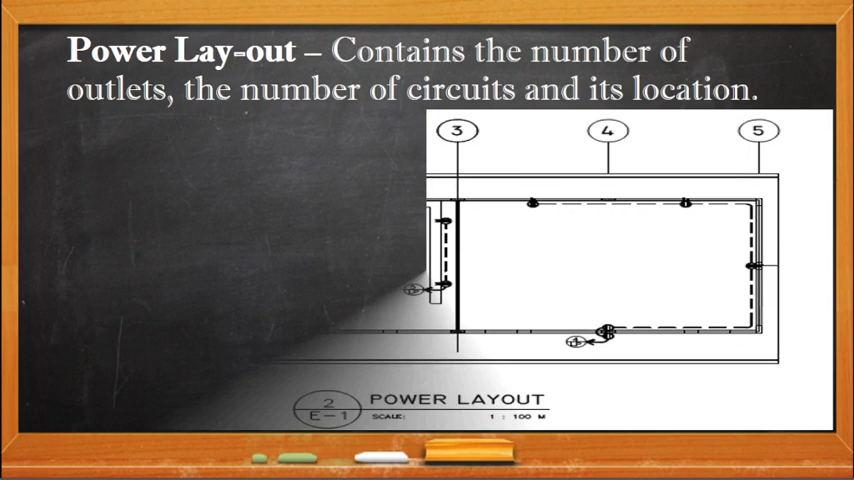 Power Lay-out – Contains the number of
outlets, the number of circuits and its location.
3 4 5
2
E-1
POWER LAYOUT
SCALE: 1 : 100 M